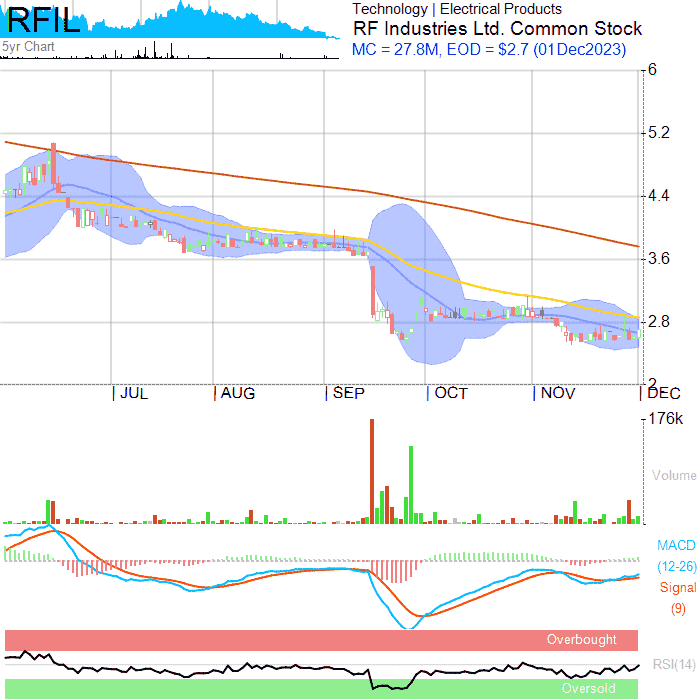 RFIL
5yr Chart
Technology | Electrical Products
RF Industries Ltd. Common Stock
MC = 27.8M, EOD = $2.7 (01Dec2023)
6
5.2
4.4
3.6
2.8
2
| JUL
| AUG
| SEP
| OCT
| NOV
| DEC
176k
Volume
MACD
(12-26)
Signal
(9)
Overbought
RSI(14)
Oversold